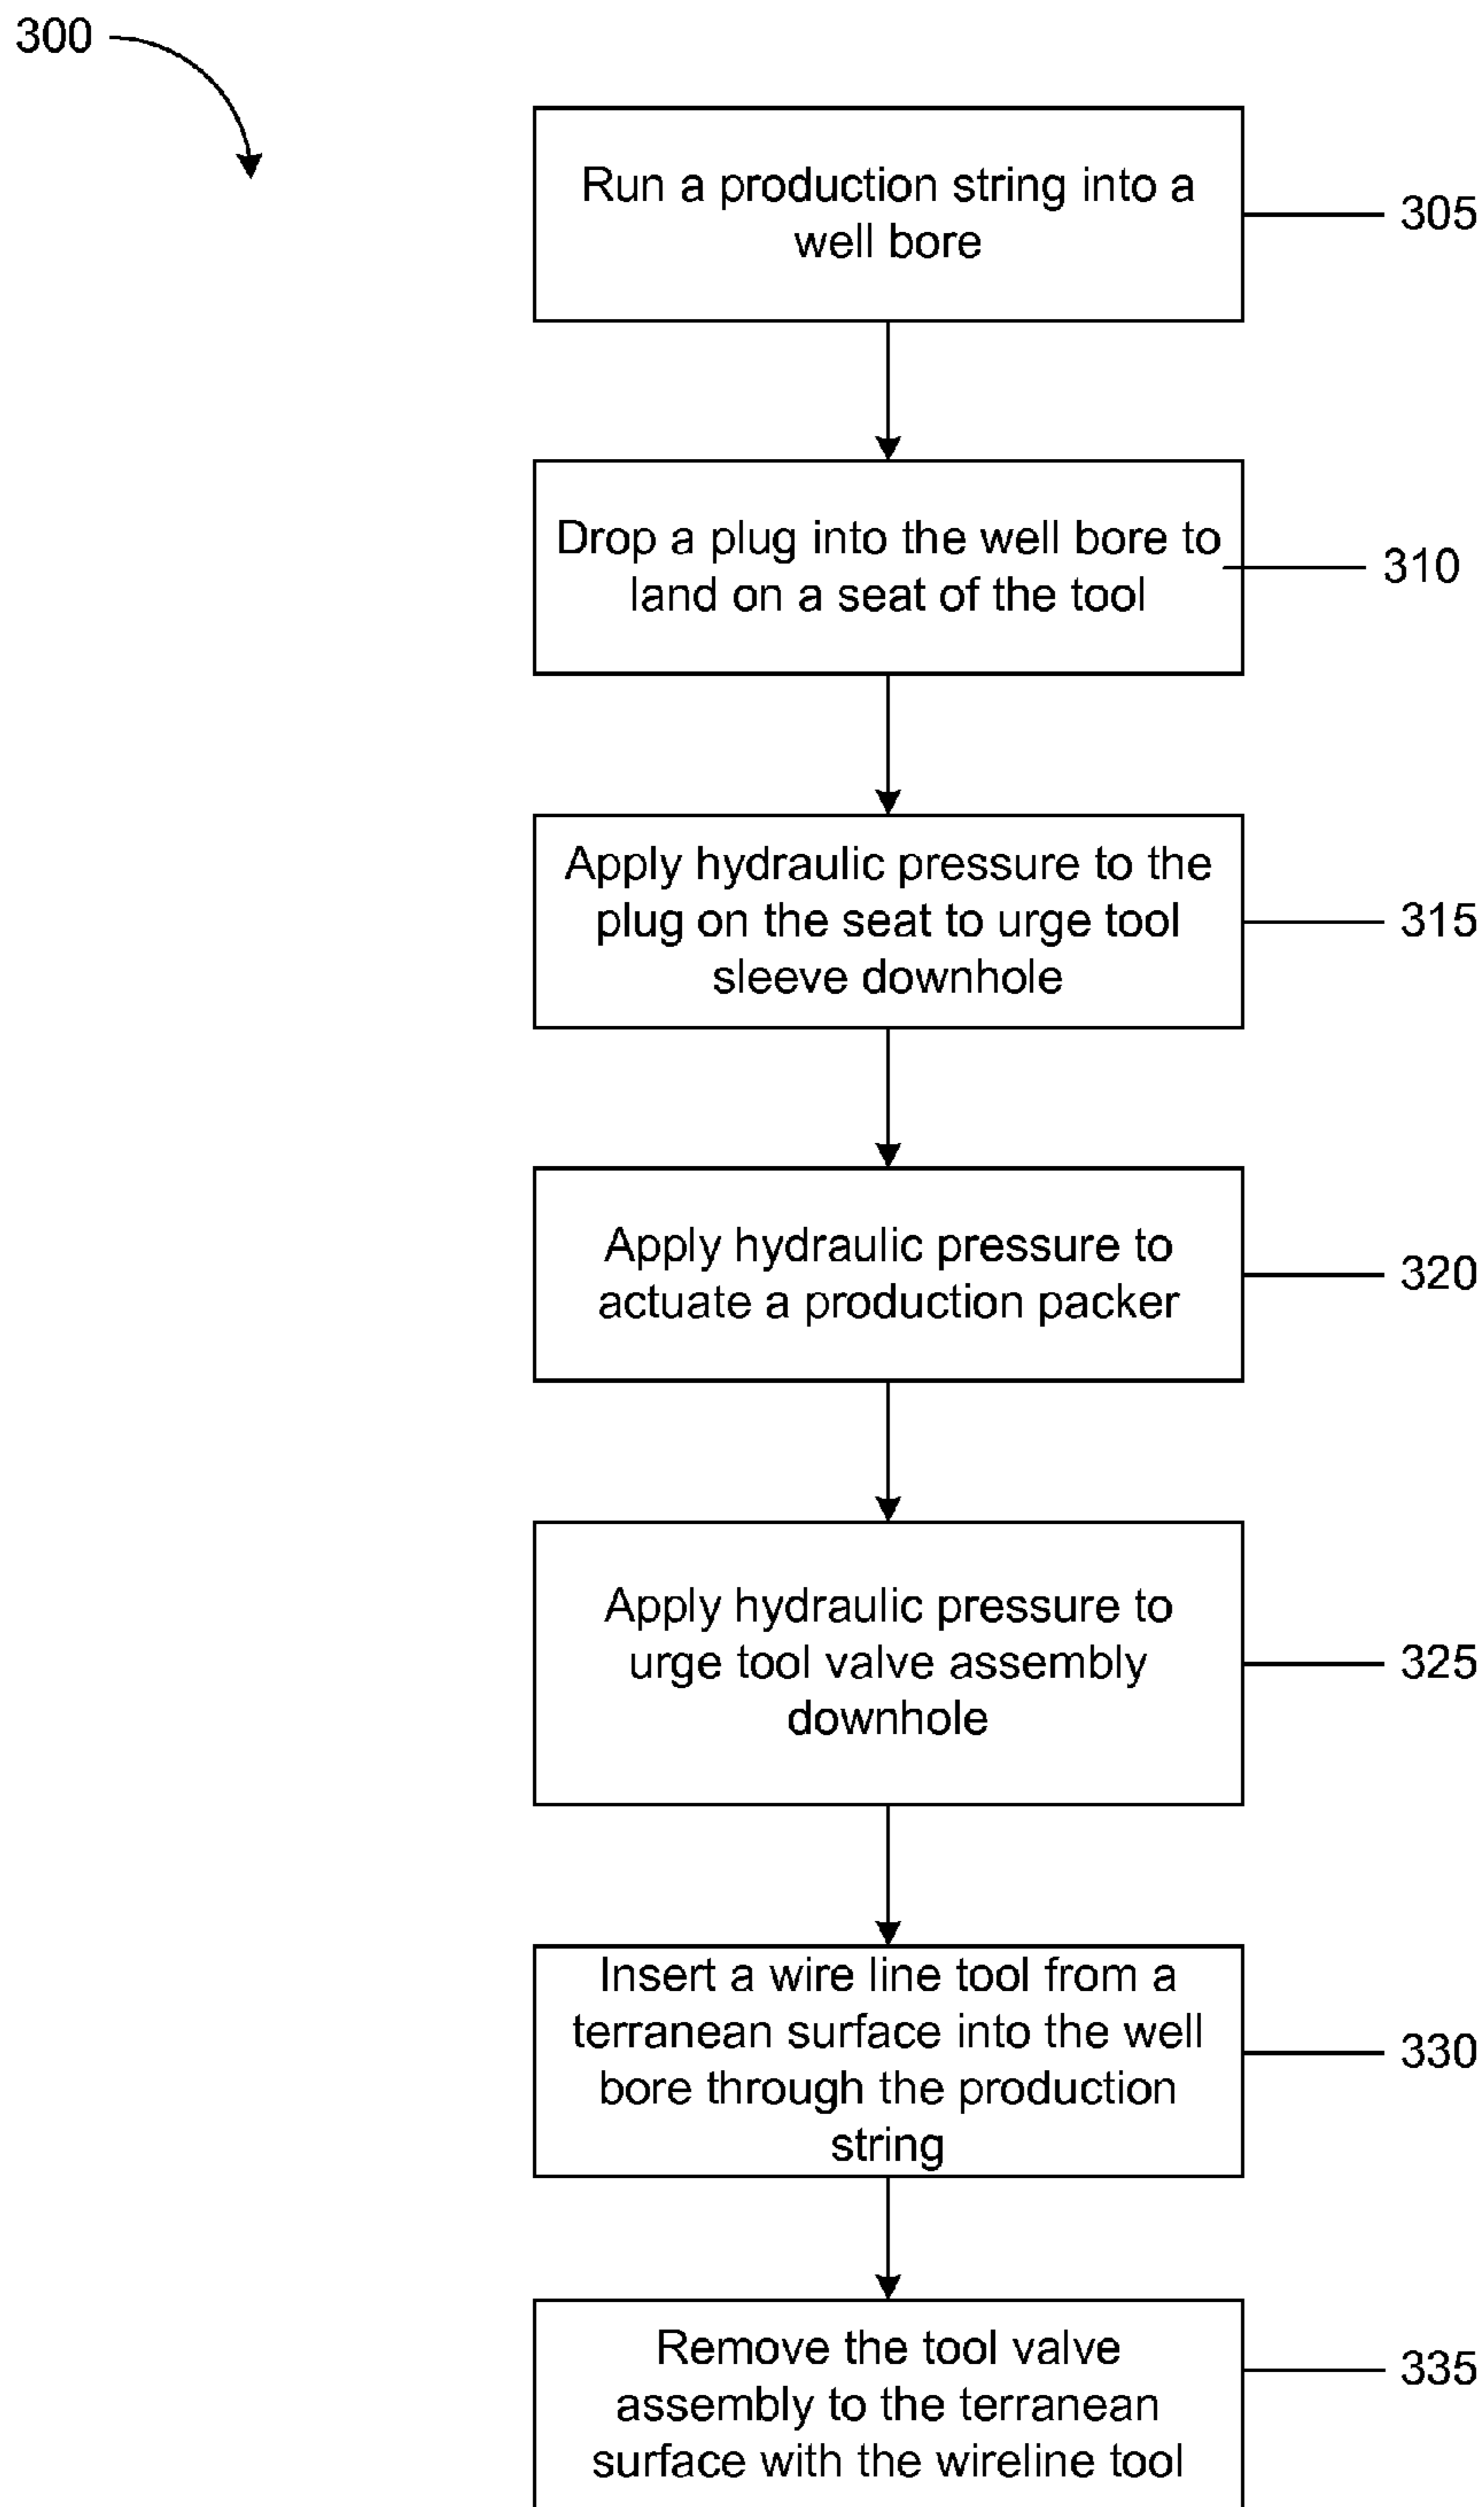 300
Run a production string into a
well bore
305
Drop a plug into the well bore to
land on a seat of the tool
310
Apply hydraulic pressure to the
plug on the seat to urge tool
sleeve downhole
315
Apply hydraulic pressure to
actuate a production packer
320
Apply hydraulic pressure to
urge tool valve assembly
downhole
325
Insert a wire line tool from a
terranean surface into the well
bore through the production
string
330
Remove the tool valve
assembly to the terranean
surface with the wireline tool
335